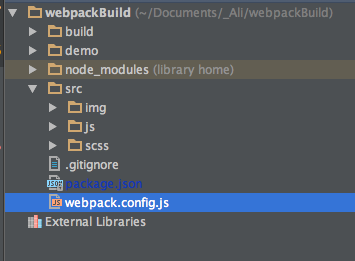 webpackBuild (~/Documents/_Ali/webpackBuild)
build
demo
node_modules (library home)
src
img
js
scss
.gitignore
package.json
webpack.config.js
External Libraries